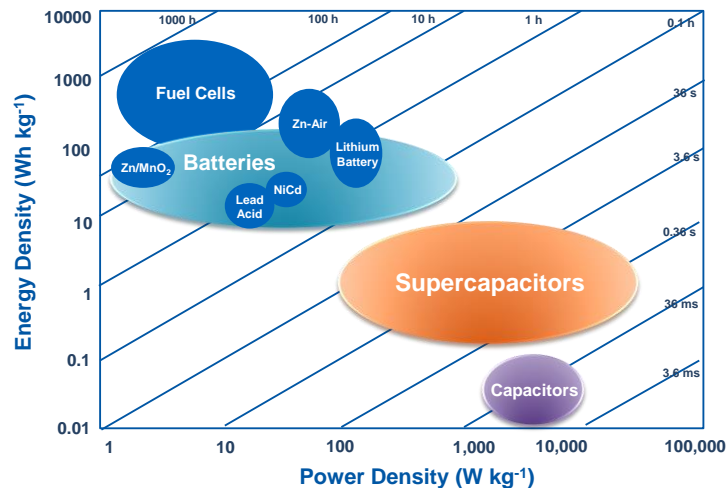 10000
1000
100
10
1
0.1
0.01
Energy Density (Wh kg⁻¹)
1000 h
100 h
10 h
1 h
0.1 h
36 s
3.6 s
0.36 s
36 ms
3.6 ms
Fuel Cells
Zn-Air
Lithium
Battery
Batteries
Zn/MnO₂
NiCd
Lead
Acid
Supercapacitors
Capacitors
1
10
100
1,000
10,000
100,000
Power Density (W kg⁻¹)